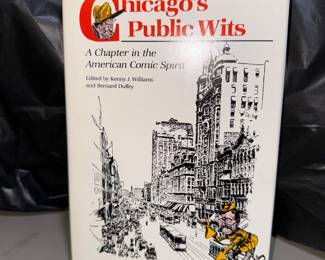 Chicago's
Public Wits
A Chapter in the
American Comic Spirit
Edited by Kenny J. Williams
and Bernard Duffey